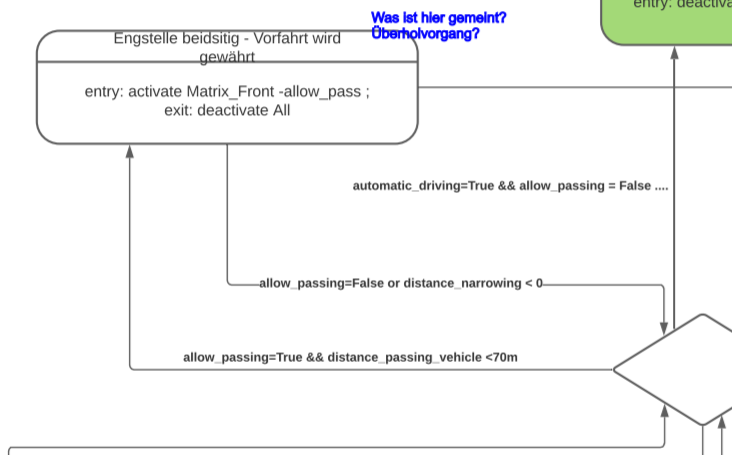 entry: deactiva
Was ist hier gemeint?
Überholvorgang?
Engstelle beidsitig - Vorfahrt wird
gewährt
entry: activate Matrix_Front -allow_pass ;
exit: deactivate All
automatic_driving=True && allow_passing = False ....
allow_passing=False or distance_narrowing < 0
allow_passing=True && distance_passing_vehicle <70m